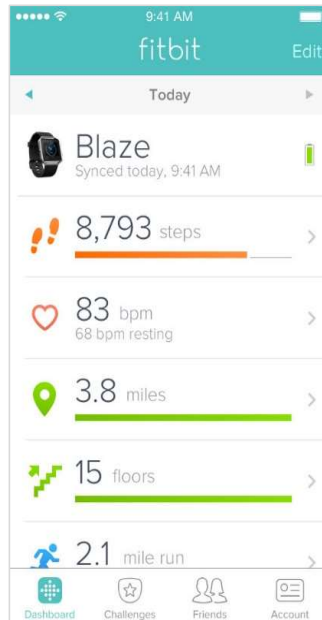 9:41 AM
fitbit
Edit
Today
Blaze
Synced today, 9:41 AM
8,793 steps
83 bpm
68 bpm resting
3.8 miles
15 floors
2.1 mile run
Dashboard
Challenges
Friends
Account